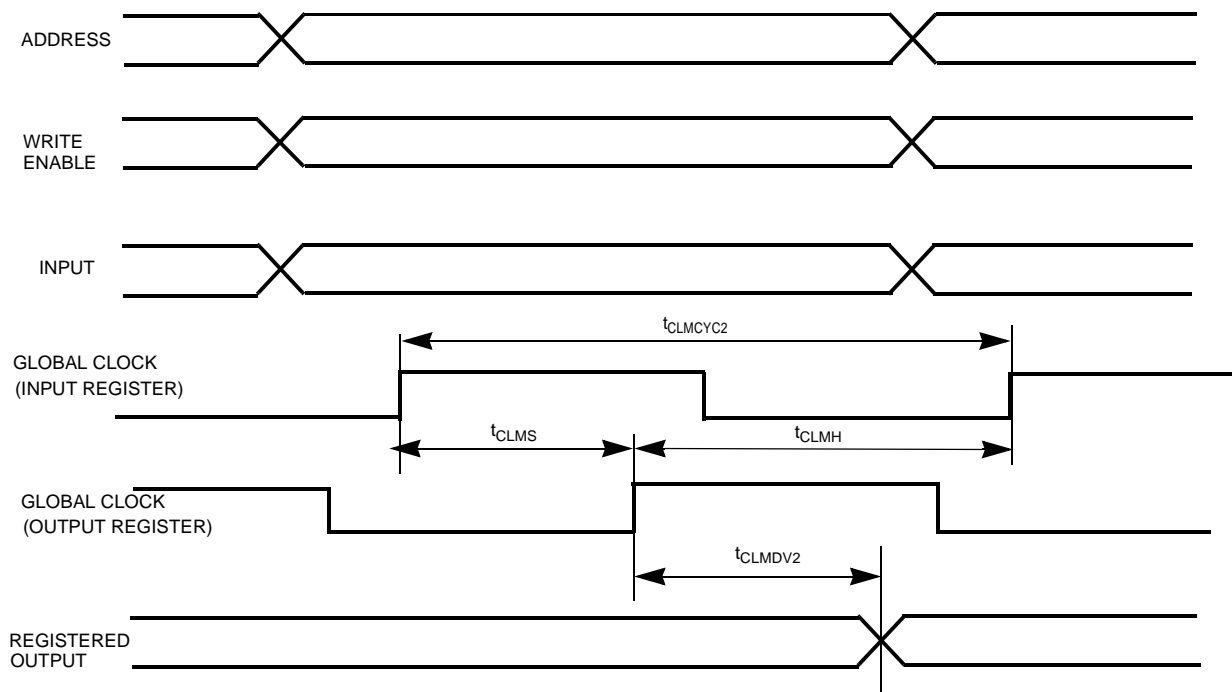 ADDRESS
WRITE
ENABLE
INPUT
tCLMCYC2
GLOBAL CLOCK
(INPUT REGISTER)
tCLMS
tCLMH
GLOBAL CLOCK
(OUTPUT REGISTER)
tCLMDV2
REGISTERED
OUTPUT